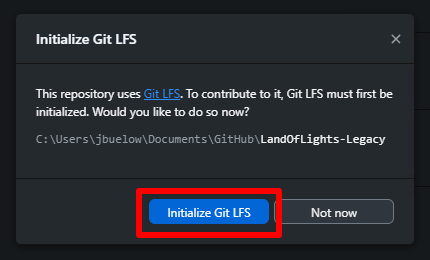 Initialize Git LFS
This repository uses Git LFS. To contribute to it, Git LFS must first be
initialized. Would you like to do so now?
C:\Users\jbuelow\Documents\GitHub\LandOfLights-Legacy
Initialize Git LFS Not now